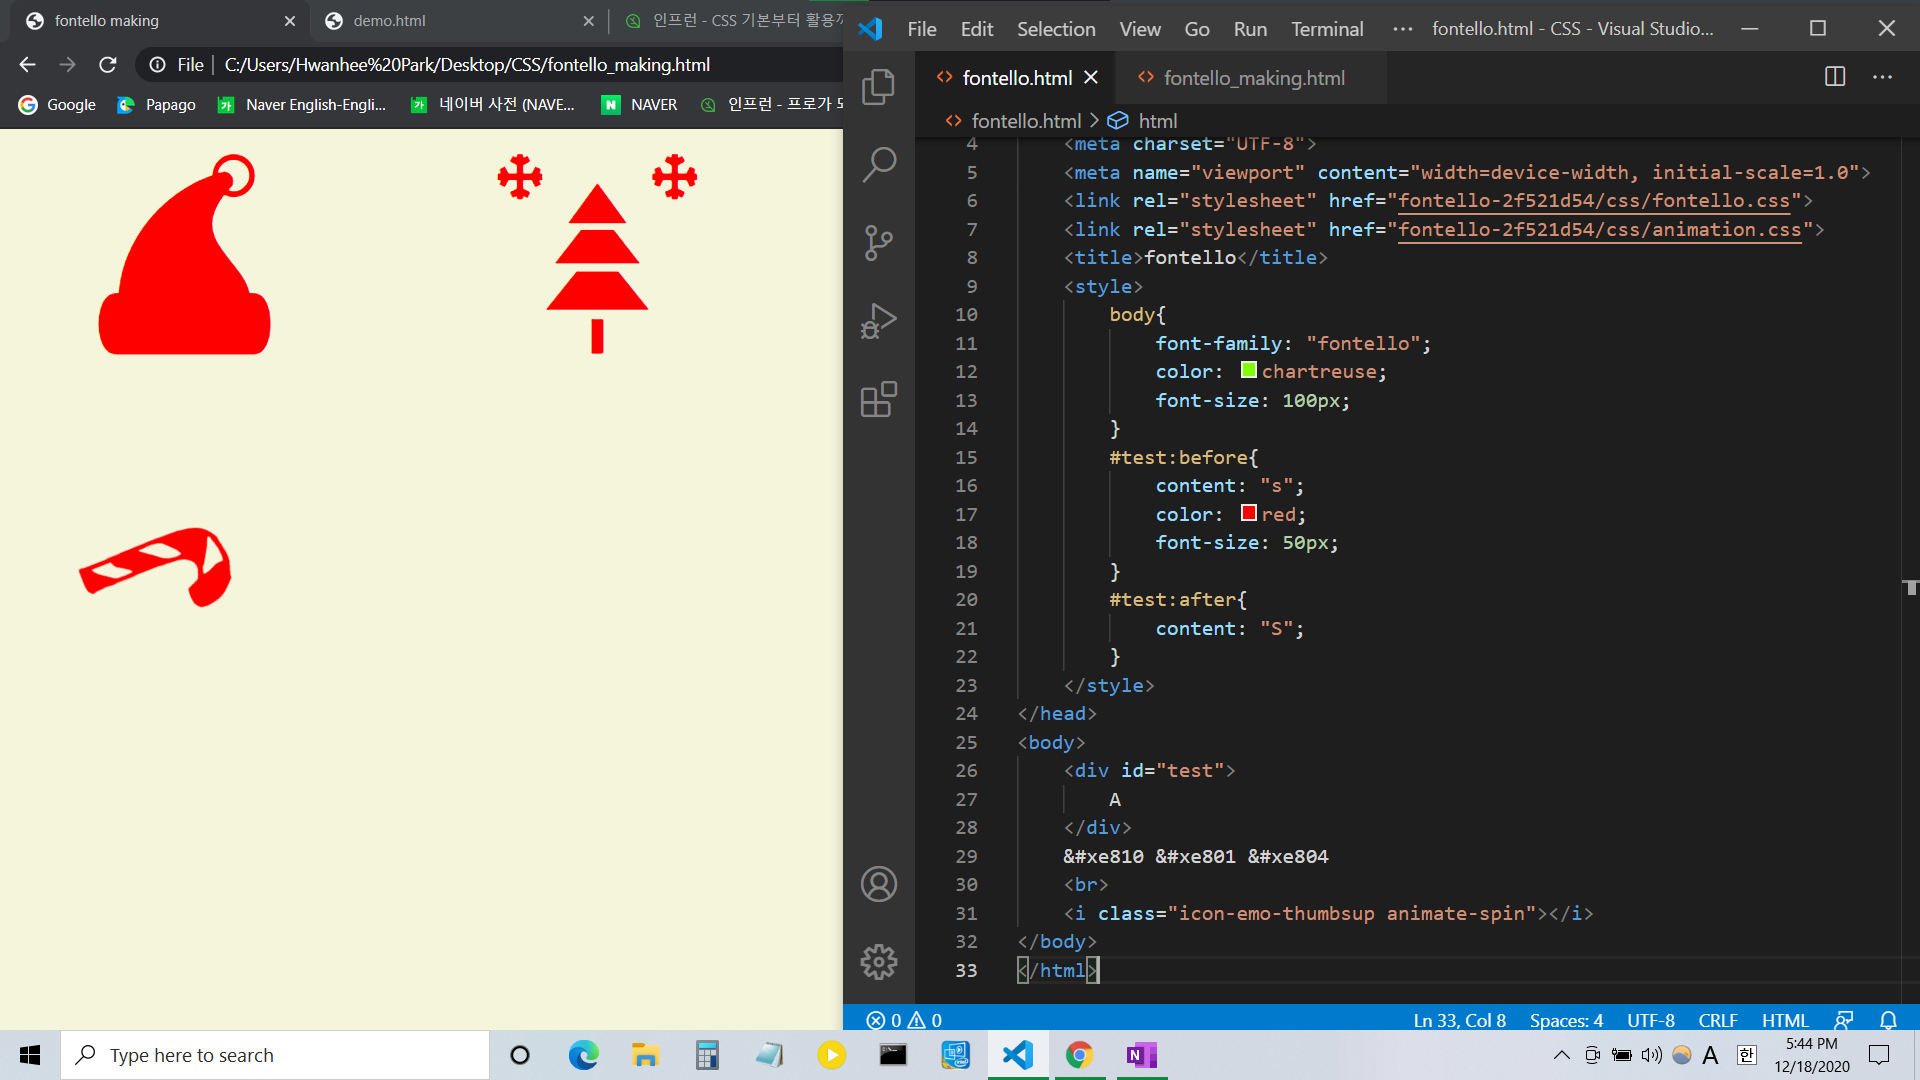 fontello making
demo.html
인프런 - CSS 기본부터 활용까
File
C:/Users/Hwanhee%20Park/Desktop/CSS/fontello_making.html
Google
Papago
Naver English-Engli...
네이버 사전 (NAVE...
NAVER
인프런 - 프로가 되
File Edit Selection View Go Run Terminal ··· fontello.html - CSS - Visual Studio...
fontello.html
fontello_making.html
fontello.html > html
4 <meta charset="UTF-8">
5 <meta name="viewport" content="width=device-width, initial-scale=1.0">
6 <link rel="stylesheet" href="fontello-2f521d54/css/fontello.css">
7 <link rel="stylesheet" href="fontello-2f521d54/css/animation.css">
8 <title>fontello</title>
9 <style>
10 body{
11 font-family: "fontello";
12 color: chartreuse;
13 font-size: 100px;
14 }
15 #test:before{
16 content: "s";
17 color: red;
18 font-size: 50px;
19 }
20 #test:after{
21 content: "S";
22 }
23 </style>
24 </head>
25 <body>
26 <div id="test">
27 A
28 </div>
29 &#xe810 &#xe801 &#xe804
30 <br>
31 <i class="icon-emo-thumbsup animate-spin"></i>
32 </body>
33 </html>
0 0
Ln 33, Col 8 Spaces: 4 UTF-8 CRLF HTML
Type here to search
A 한
5:44 PM
12/18/2020